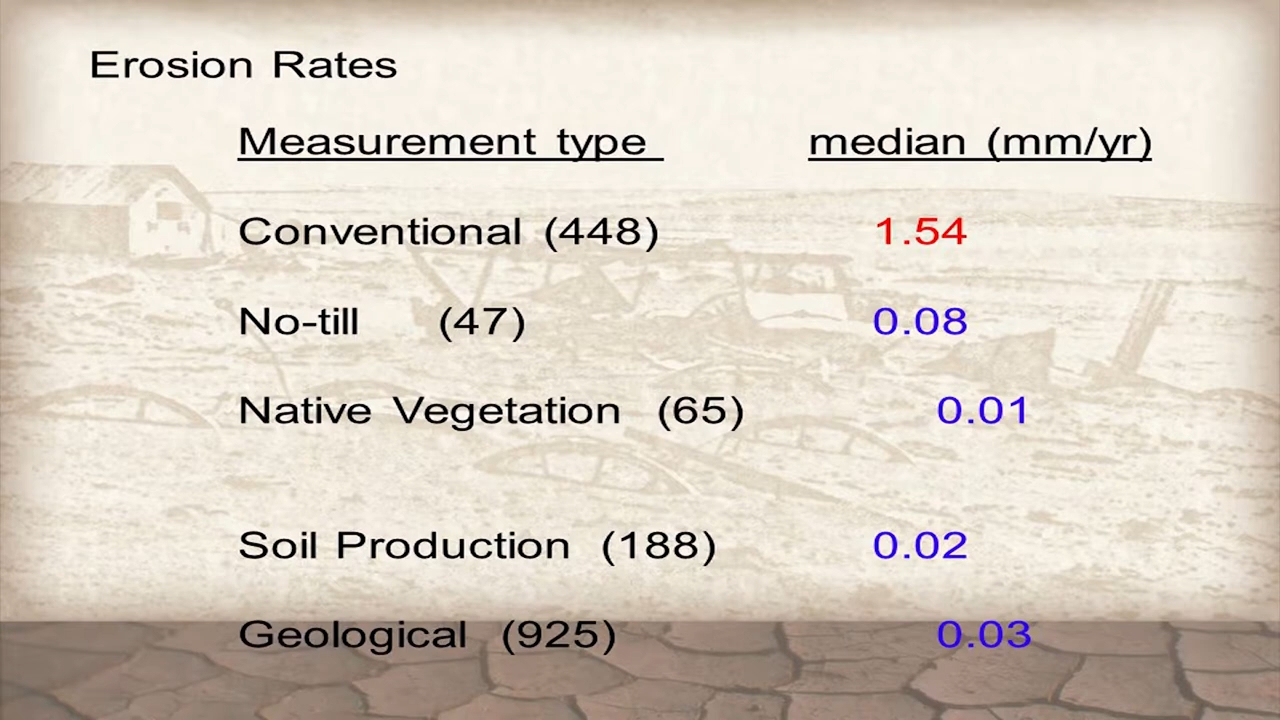 Erosion Rates
Measurement type median (mm/yr)
Conventional (448) 1.54
No-till (47) 0.08
Native Vegetation (65) 0.01
Soil Production (188) 0.02
Geological (925) 0.03